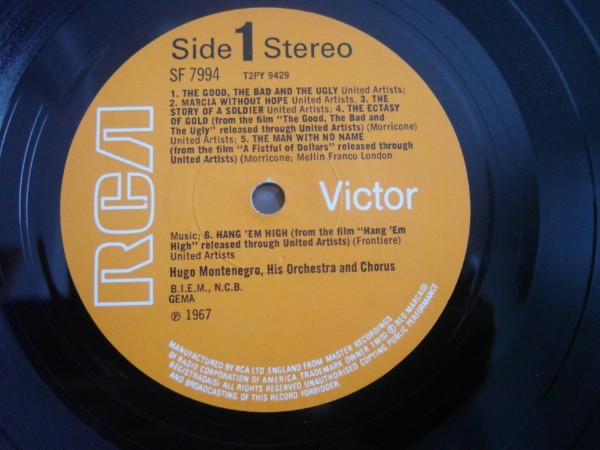 Side 1 Stereo
SF 7994 T2PY 9429
1. THE GOOD, THE BAD AND THE UGLY United Artists;
2. MARCIA WITHOUT HOPE United Artists; 3. THE
STORY OF A SOLDIER United Artists; 4. THE ECTASY
OF GOLD (from the film "The Good, The Bad and
The Ugly" released through United Artists) (Morricone)
United Artists; 5. THE MAN WITH NO NAME
(from the film "A Fistful of Dollars" released through
United Artists) (Morricone; Mellin Franco London
RCA
Victor
Music; 6. HANG 'EM HIGH (from the film "Hang 'Em
High" released through United Artists) (Frontiere)
United Artists
Hugo Montenegro, His Orchestra and Chorus
B.I.E.M., N.C.B.
GEMA
℗ 1967
MANUFACTURED BY RCA LTD. ENGLAND FROM MASTER RECORDINGS
OF RADIO CORPORATION OF AMERICA TRADEMARK OWNER TM(S) ® REG MARCA(S)
REGISTRADA(S) ALL RIGHTS RESERVED UNAUTHORISED COPYING PUBLIC PERFORMANCE
AND BROADCASTING OF THIS RECORD FORBIDDEN.